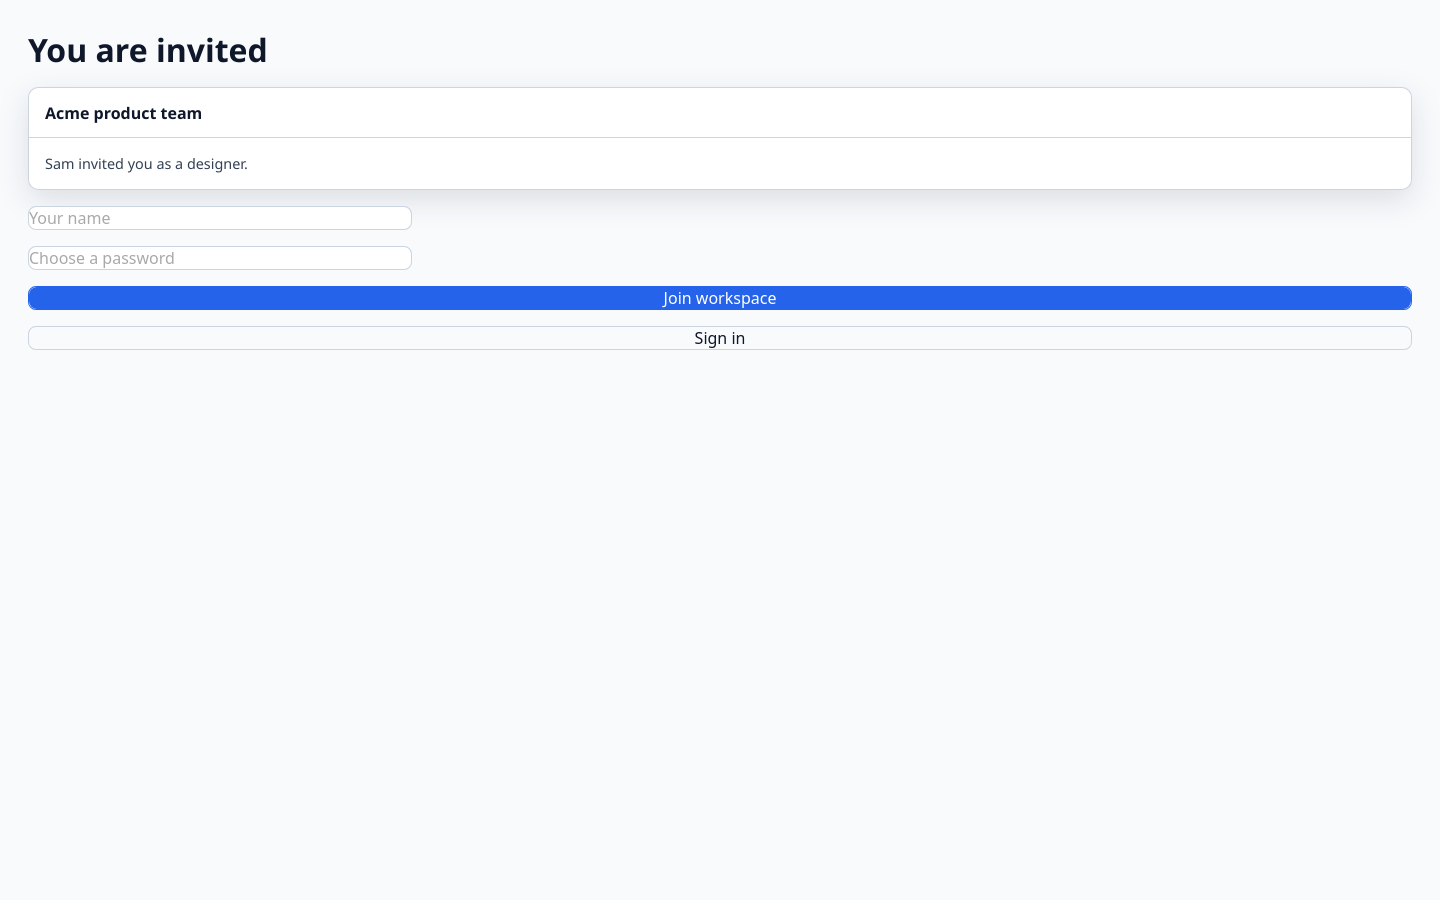 You are invited
Acme product team
Sam invited you as a designer.
Your name
Choose a password
Join workspace
Sign in